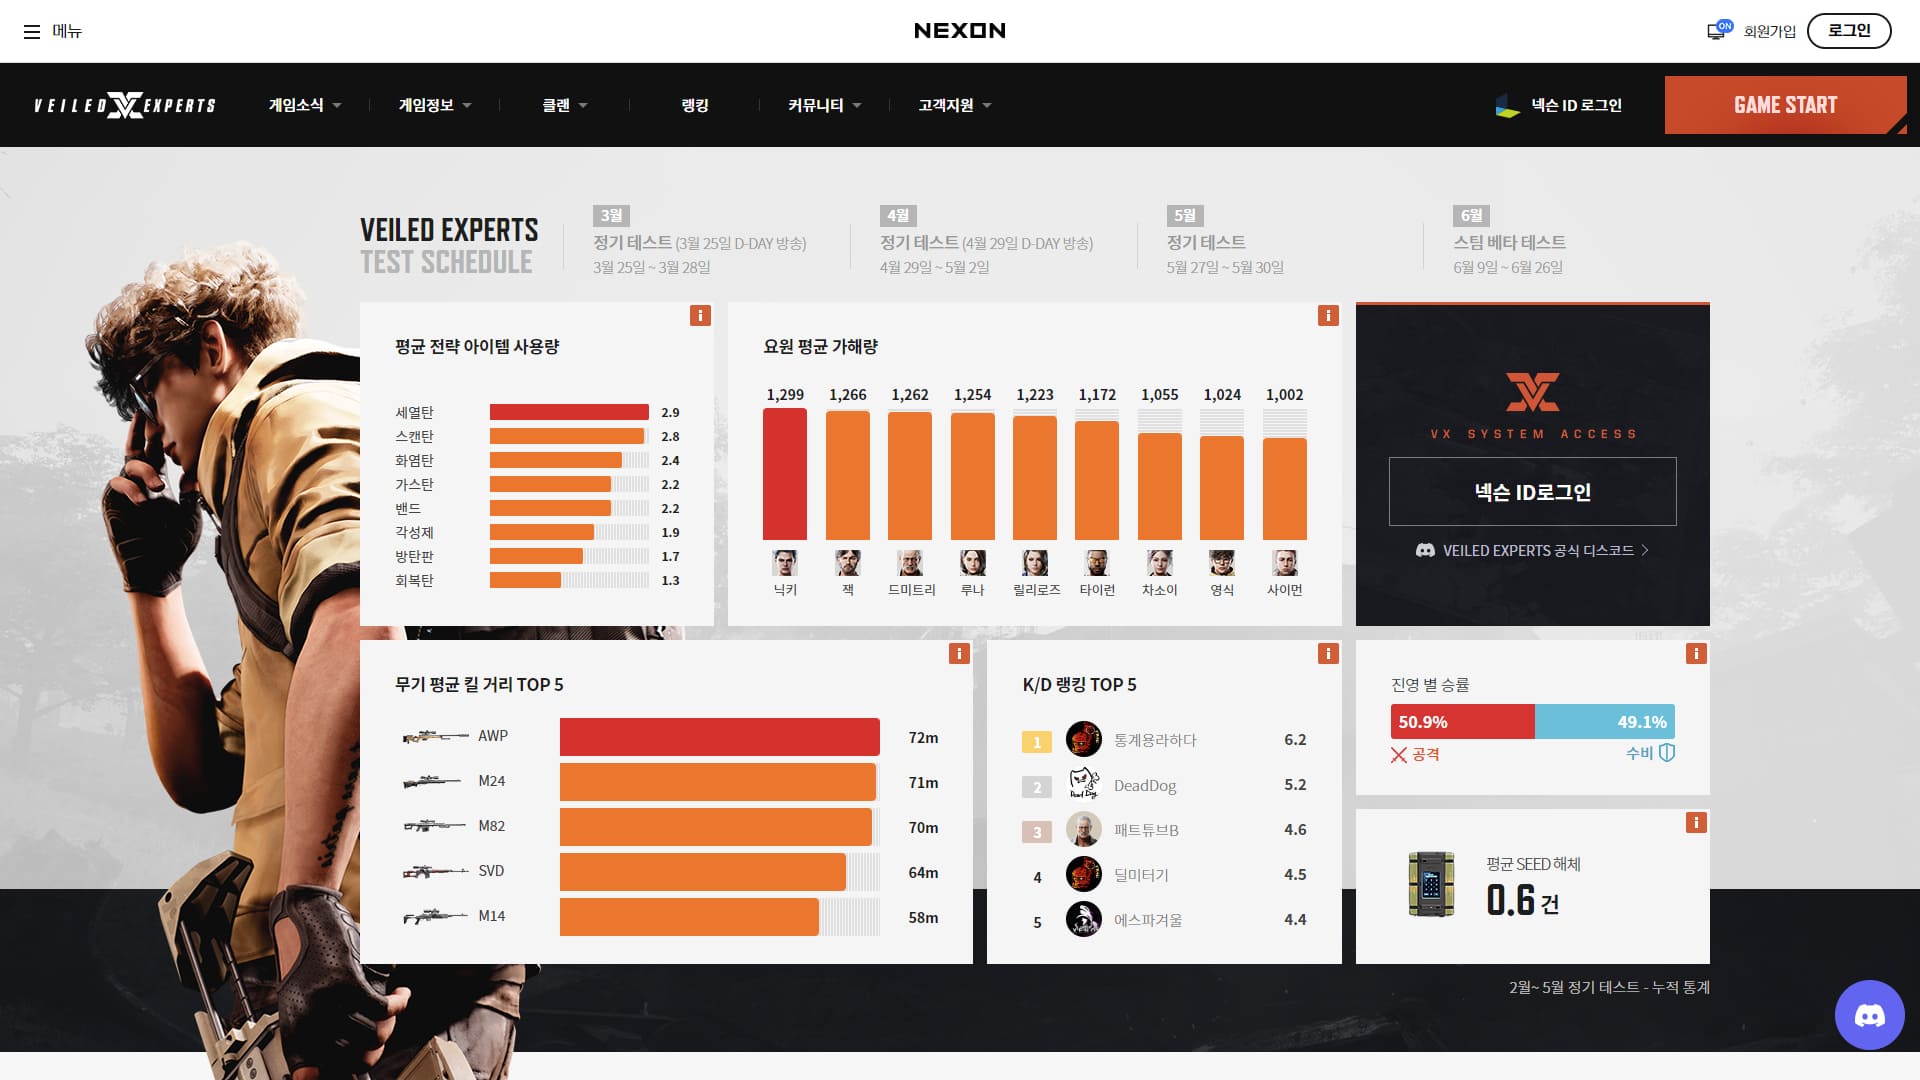 메뉴
NEXON
ON
회원가입
로그인
VEILED EXPERTS
게임소식
게임정보
클랜
랭킹
커뮤니티
고객지원
넥슨 ID 로그인
GAME START
VEILED EXPERTS
TEST SCHEDULE
3월
정기 테스트 (3월 25일 D-DAY 방송)
3월 25일 ~ 3월 28일
4월
정기 테스트 (4월 29일 D-DAY 방송)
4월 29일 ~ 5월 2일
5월
정기 테스트
5월 27일 ~ 5월 30일
6월
스팀 베타 테스트
6월 9일 ~ 6월 26일
평균 전략 아이템 사용량
세열탄 2.9
스캔탄 2.8
화염탄 2.4
가스탄 2.2
밴드 2.2
각성제 1.9
방탄판 1.7
회복탄 1.3
요원 평균 가해량
1,299 1,266 1,262 1,254 1,223 1,172 1,055 1,024 1,002
닉키 잭 드미트리 루나 릴리로즈 타이런 차소이 영식 사이먼
VX SYSTEM ACCESS
넥슨 ID로그인
VEILED EXPERTS 공식 디스코드
무기 평균 킬 거리 TOP 5
AWP 72m
M24 71m
M82 70m
SVD 64m
M14 58m
K/D 랭킹 TOP 5
1 통계용라하다 6.2
2 DeadDog 5.2
3 패트튜브B 4.6
4 딜미터기 4.5
5 에스파겨울 4.4
진영 별 승률
50.9% 49.1%
공격 수비
평균 SEED 해체
0.6 건
2월~ 5월 정기 테스트 - 누적 통계